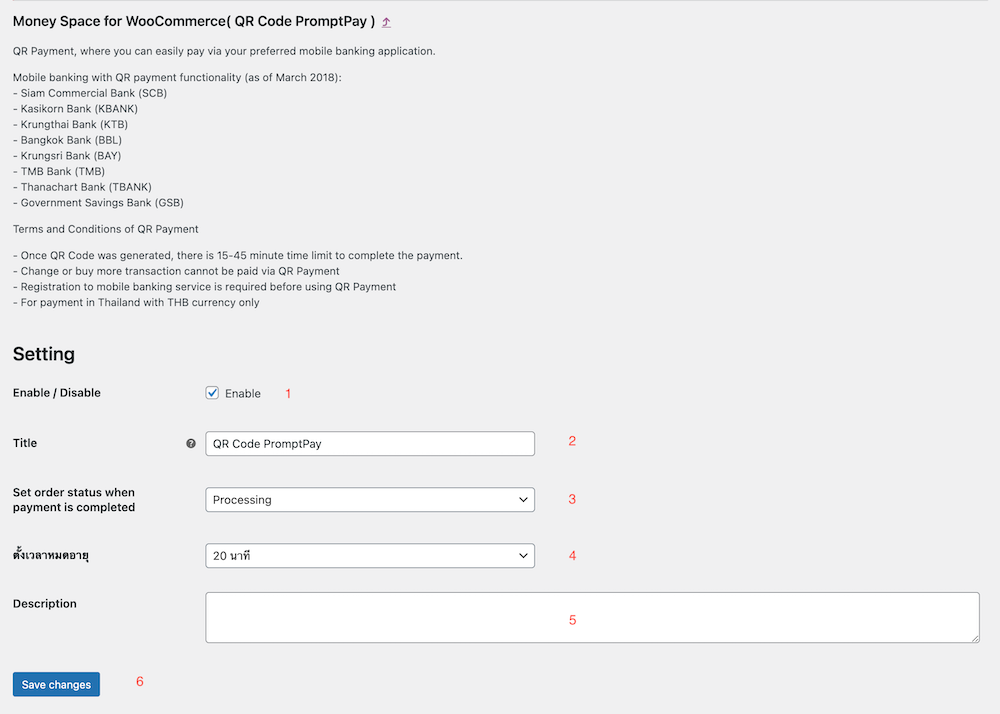 Money Space for WooCommerce( QR Code PromptPay ) ⤴
QR Payment, where you can easily pay via your preferred mobile banking application.
Mobile banking with QR payment functionality (as of March 2018):
- Siam Commercial Bank (SCB)
- Kasikorn Bank (KBANK)
- Krungthai Bank (KTB)
- Bangkok Bank (BBL)
- Krungsri Bank (BAY)
- TMB Bank (TMB)
- Thanachart Bank (TBANK)
- Government Savings Bank (GSB)
Terms and Conditions of QR Payment
- Once QR Code was generated, there is 15-45 minute time limit to complete the payment.
- Change or buy more transaction cannot be paid via QR Payment
- Registration to mobile banking service is required before using QR Payment
- For payment in Thailand with THB currency only
Setting
Enable / Disable Enable 1
Title ? QR Code PromptPay 2
Set order status when
payment is completed Processing 3
ตั้งเวลาหมดอายุ 20 นาที 4
Description 5
Save changes 6